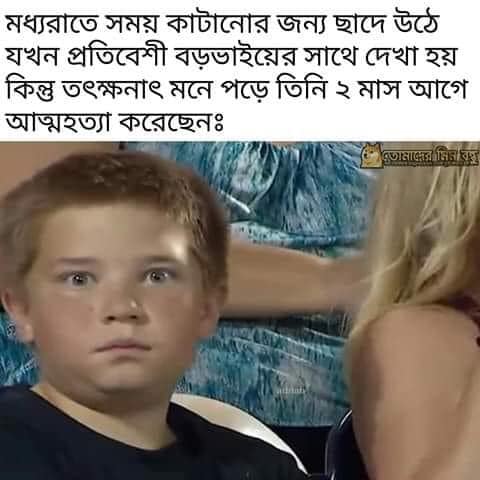 মধ্যরাতে সময় কাটানোর জন্য ছাদে উঠে
যখন প্রতিবেশী বড়ভাইয়ের সাথে দেখা হয়
কিন্তু তৎক্ষনাৎ মনে পড়ে তিনি ২ মাস আগে
আত্মহত্যা করেছেনঃ
তোমাদের মিম বন্ধু